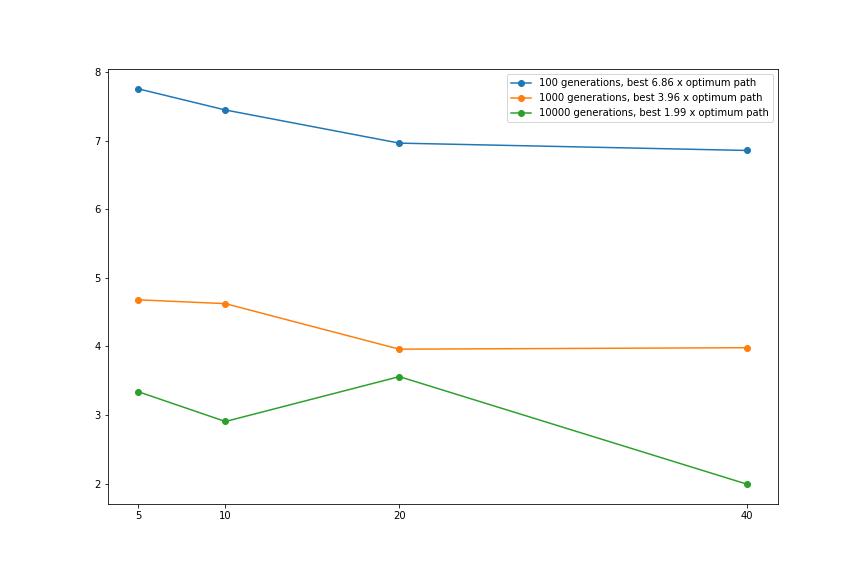 8
7
6
5
4
3
2
5 10 20 40
100 generations, best 6.86 x optimum path
1000 generations, best 3.96 x optimum path
10000 generations, best 1.99 x optimum path